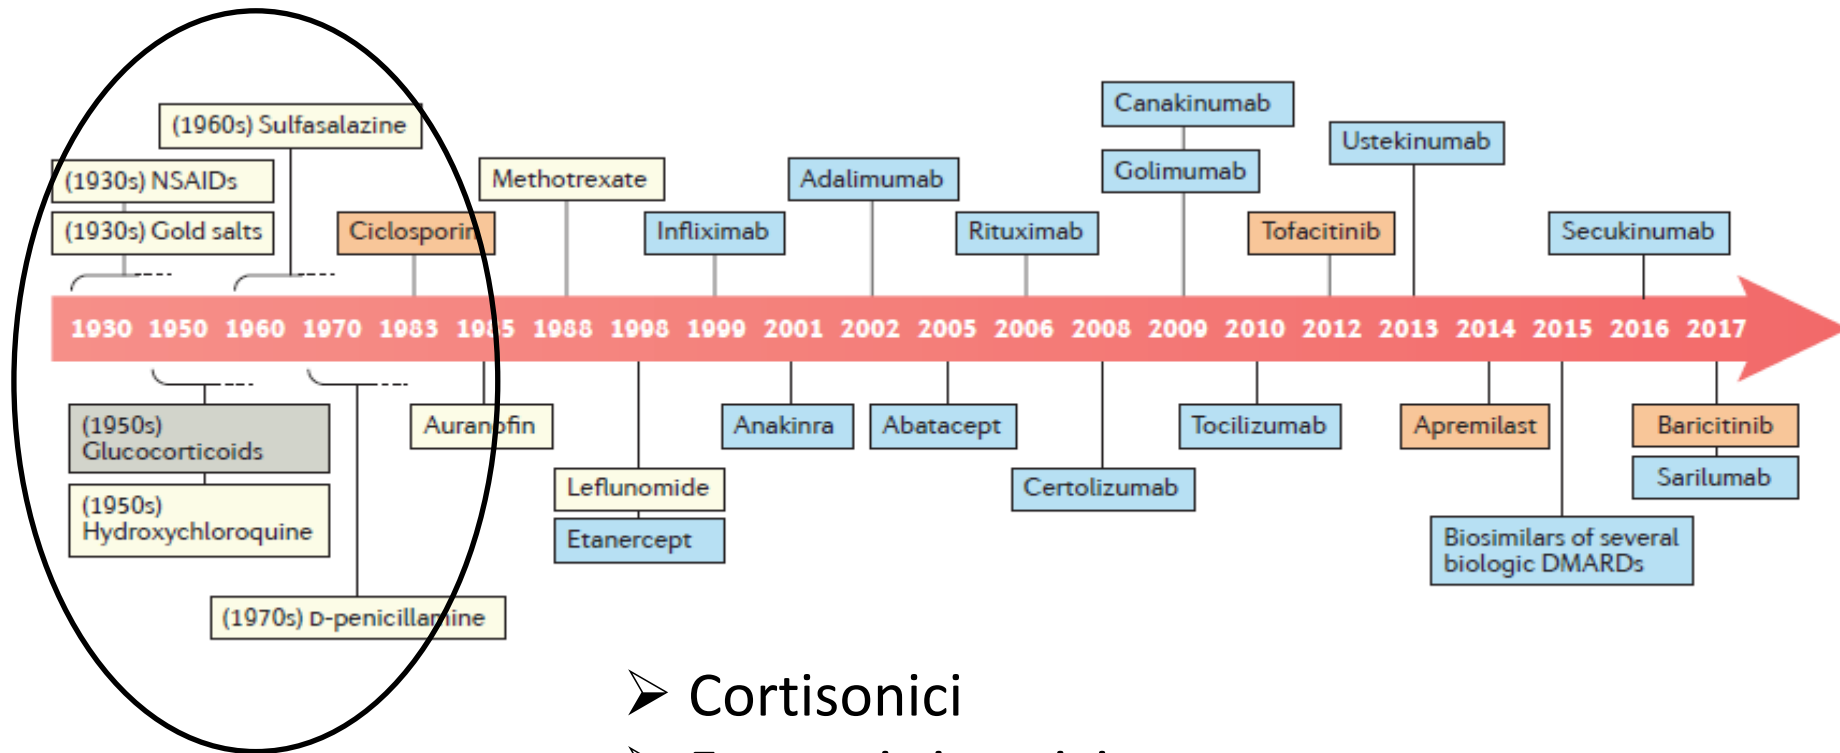 Canakinumab
(1960s) Sulfasalazine
Ustekinumab
(1930s) NSAIDs
Methotrexate
Adalimumab
Golimumab
(1930s) Gold salts
Ciclosporin
Infliximab
Rituximab
Tofacitinib
Secukinumab
1930 1950 1960 1970 1983 1985 1988 1998 1999 2001 2002 2005 2006 2008 2009 2010 2012 2013 2014 2015 2016 2017
(1950s)
Glucocorticoids
Auranofin
Anakinra
Abatacept
Tocilizumab
Apremilast
Baricitinib
(1950s)
Hydroxychloroquine
Leflunomide
Certolizumab
Sarilumab
Etanercept
Biosimilars of several
biologic DMARDs
(1970s) D-penicillamine
➢ Cortisonici